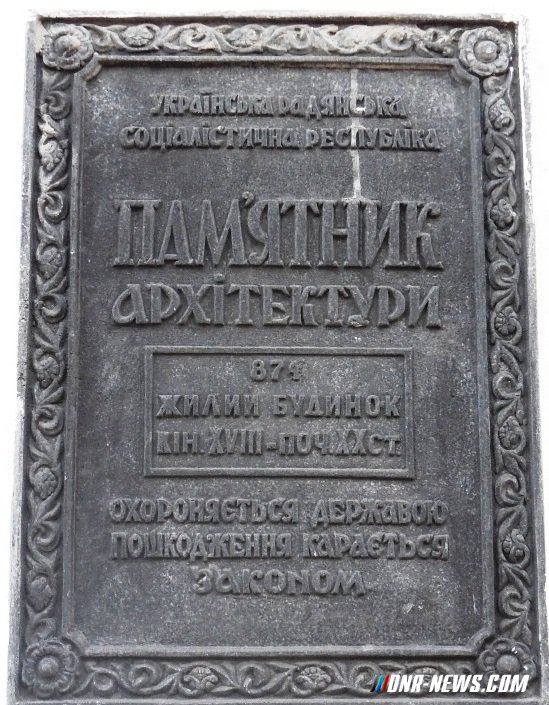 УКРАЇНСЬКА РАДЯНСЬКА
СОЦІАЛІСТИЧНА РЕСПУБЛІКА
ПАМ'ЯТНИК
АРХІТЕКТУРИ
874
ЖИЛИЙ БУДИНОК
КІН. XVIII - ПОЧ. XX СТ.
ОХОРОНЯЄТЬСЯ ДЕРЖАВОЮ
ПОШКОДЖЕННЯ КАРАЄТЬСЯ
ЗАКОНОМ
DNR-NEWS.COM